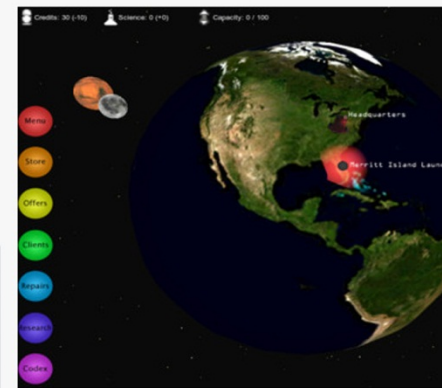 Credits: 30 (-10) Science: 0 (+0) Capacity: 0 / 100
Headquarters
Menu
Merritt Island Laun
Store
Offers
Clients
Repairs
Research
Codex